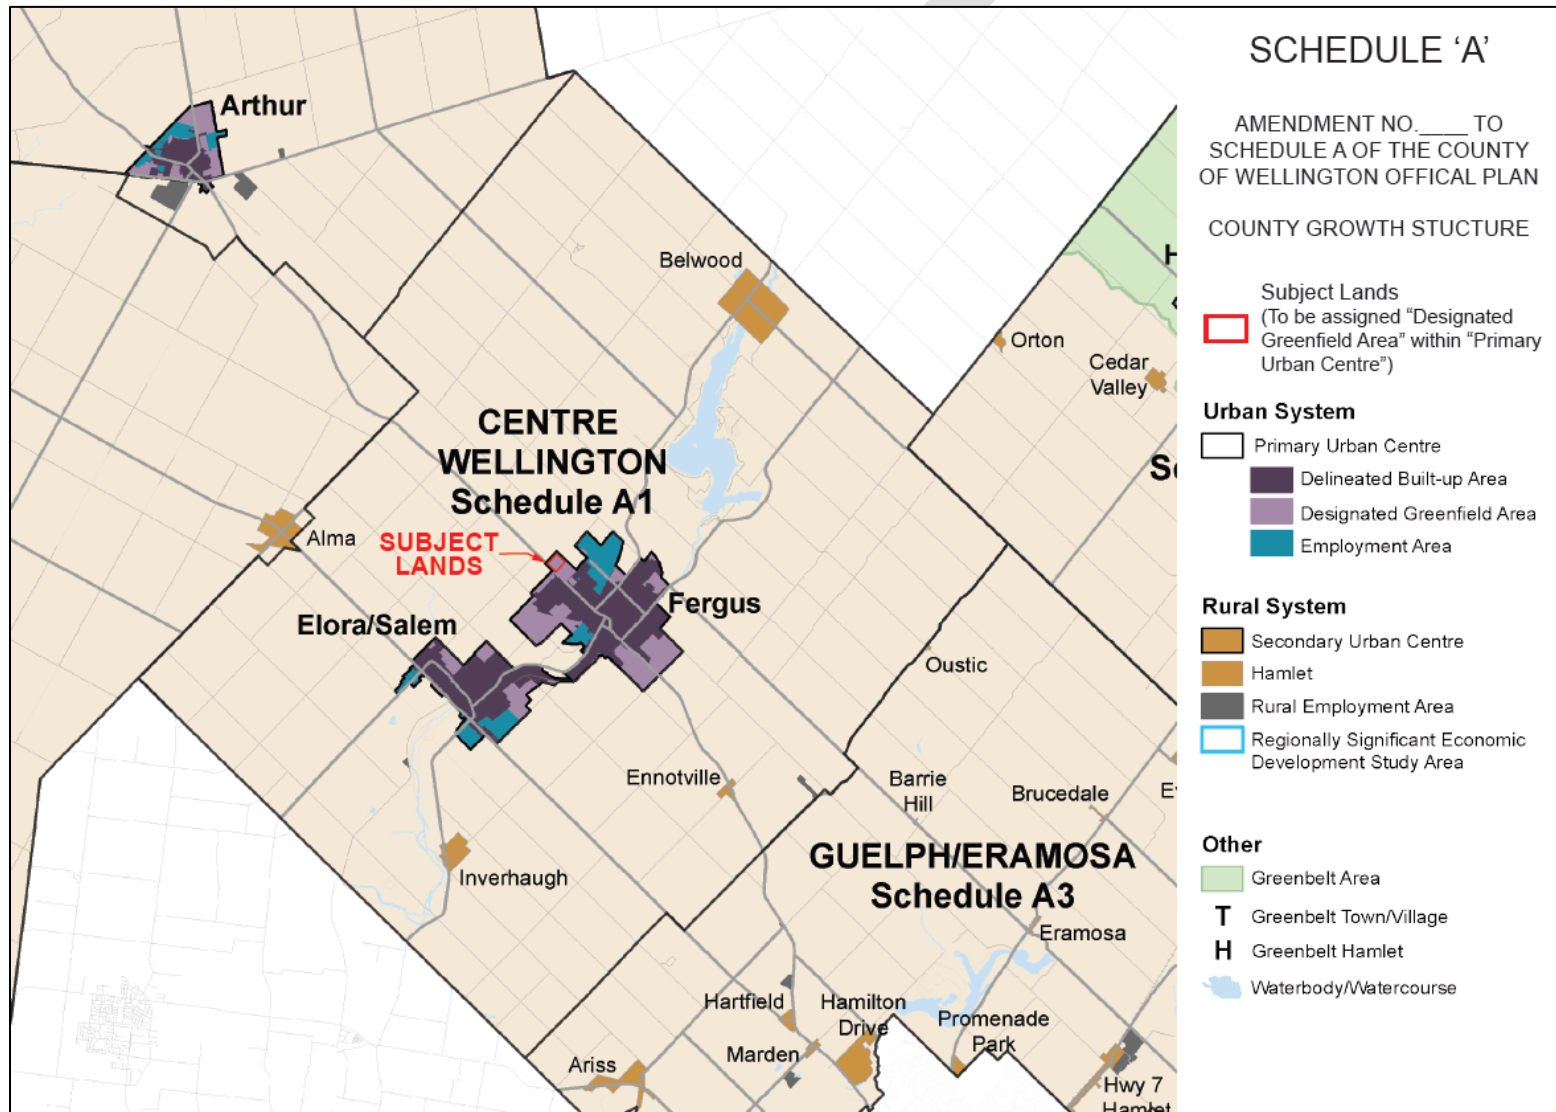 Arthur
Belwood
Orton
Cedar
Valley
CENTRE
WELLINGTON
Schedule A1
Alma
SUBJECT
LANDS
Fergus
Elora/Salem
Oustic
Ennotville
Barrie
Hill
Brucedale
GUELPH/ERAMOSA
Schedule A3
Inverhaugh
Eramosa
Hartfield
Hamilton
Drive
Promenade
Park
Marden
Ariss
Hwy 7
Hamlet
H
SCHEDULE ‘A’
AMENDMENT NO.____ TO
SCHEDULE A OF THE COUNTY
OF WELLINGTON OFFICAL PLAN
COUNTY GROWTH STUCTURE
Subject Lands
(To be assigned “Designated
Greenfield Area” within “Primary
Urban Centre”)
Urban System
Primary Urban Centre
Delineated Built-up Area
Designated Greenfield Area
Employment Area
Rural System
Secondary Urban Centre
Hamlet
Rural Employment Area
Regionally Significant Economic
Development Study Area
Other
Greenbelt Area
T Greenbelt Town/Village
H Greenbelt Hamlet
Waterbody/Watercourse